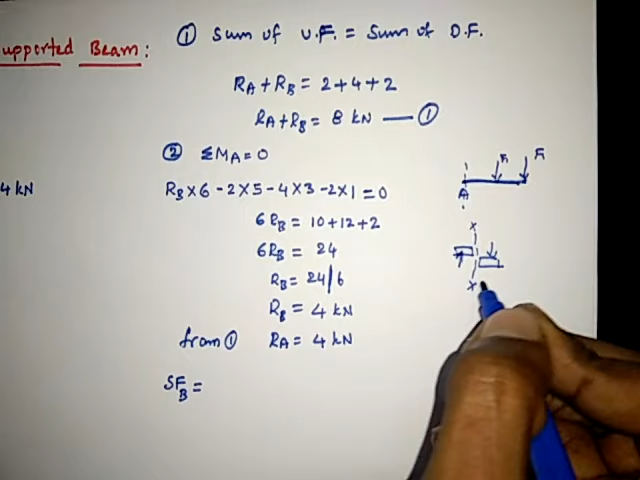 upported Beam:
① Sum of U.F. = Sum of D.F.
RA + RB = 2+4+2
RA+RB = 8 kN — ①
② ΣMA = 0
4 kN
RB×6 - 2×5 - 4×3 - 2×1 = 0
6RB = 10+12+2
6RB = 24
RB = 24/6
RB = 4 kN
from ① RA = 4 kN
SFB =
A
x
x